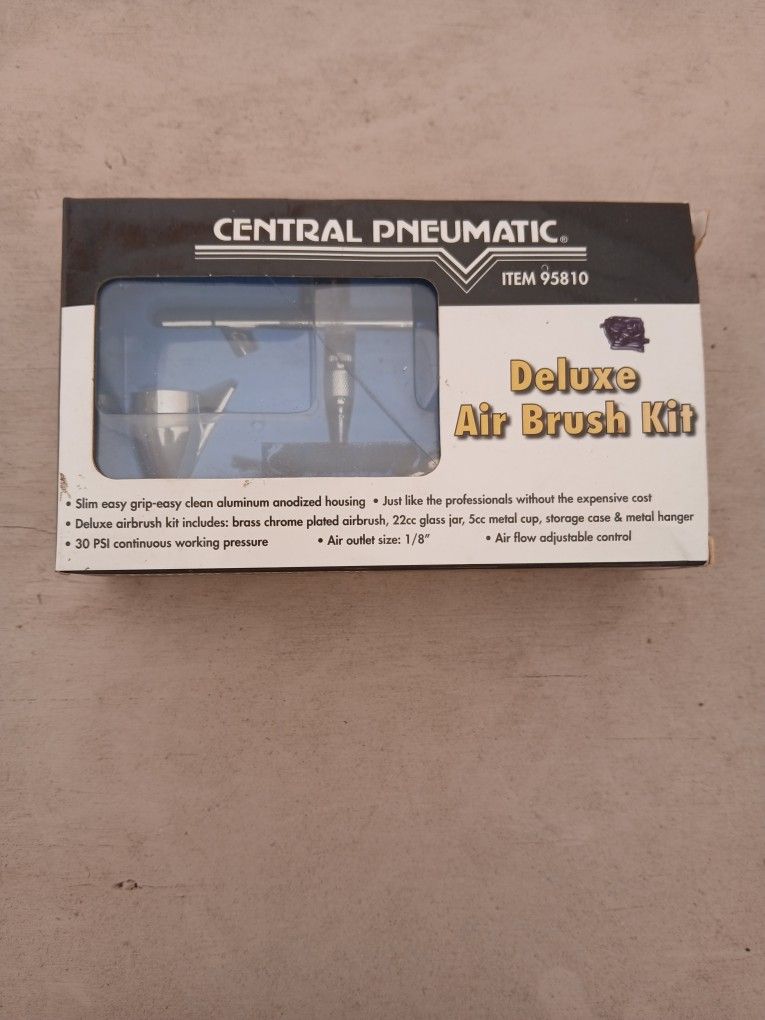 CENTRAL PNEUMATIC®
ITEM 95810
Deluxe
Air Brush Kit
• Slim easy grip-easy clean aluminum anodized housing • Just like the professionals without the expensive cost
• Deluxe airbrush kit includes: brass chrome plated airbrush, 22cc glass jar, 5cc metal cup, storage case & metal hanger
• 30 PSI continuous working pressure • Air outlet size: 1/8” • Air flow adjustable control